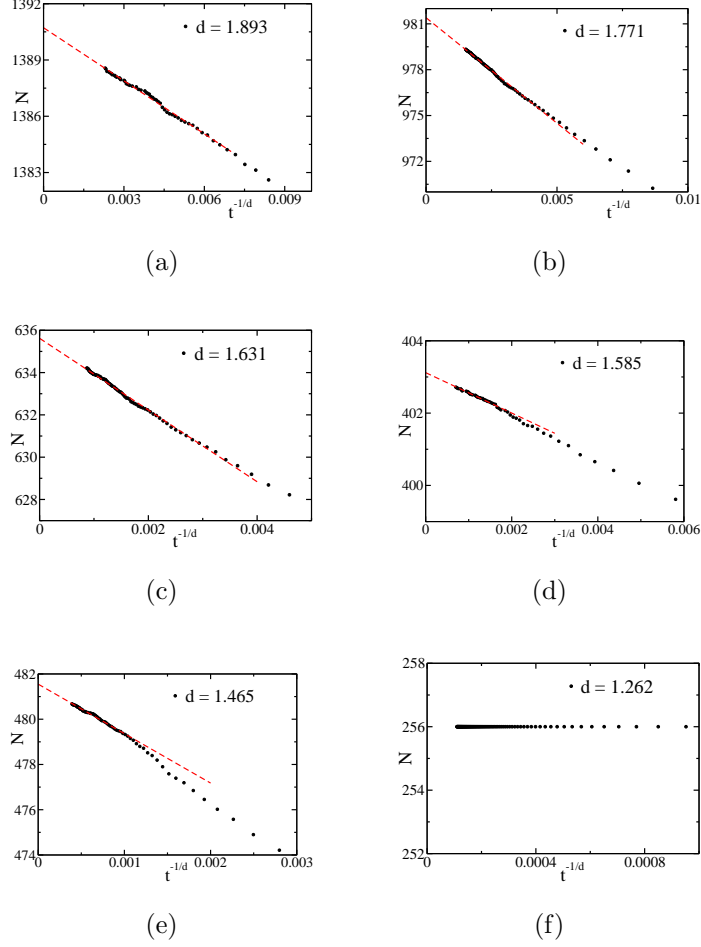 1392
1389
1386
1383
N
d = 1.893
0 0.003 0.006 0.009
t^{-1/d}
(a)
981
978
975
972
N
d = 1.771
0 0.005 0.01
t^{-1/d}
(b)
636
634
632
630
628
N
d = 1.631
0 0.002 0.004
t^{-1/d}
(c)
404
402
400
N
d = 1.585
0 0.002 0.004 0.006
t^{-1/d}
(d)
482
480
478
476
474
N
d = 1.465
0 0.001 0.002 0.003
t^{-1/d}
(e)
258
256
254
252
N
d = 1.262
0 0.0004 0.0008
t^{-1/d}
(f)